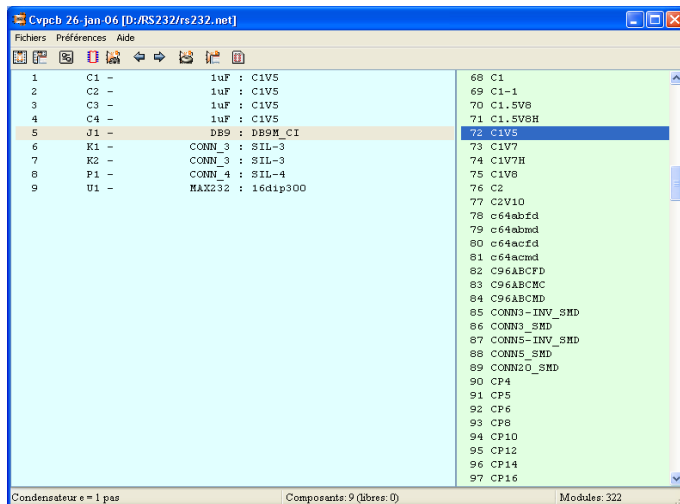 Cvpcb 26-jan-06 [D:/RS232/rs232.net]
Fichiers Préférences Aide
1 C1 - 1uF : C1V5
2 C2 - 1uF : C1V5
3 C3 - 1uF : C1V5
4 C4 - 1uF : C1V5
5 J1 - DB9 : DB9M_CI
6 K1 - CONN_3 : SIL-3
7 K2 - CONN_3 : SIL-3
8 P1 - CONN_4 : SIL-4
9 U1 - MAX232 : 16dip300
68 C1
69 C1-1
70 C1.5V8
71 C1.5V8H
72 C1V5
73 C1V7
74 C1V7H
75 C1V8
76 C2
77 C2V10
78 c64abfd
79 c64abmd
80 c64acfd
81 c64acmd
82 C96ABCFD
83 C96ABCMC
84 C96ABCMD
85 CONN3-INV_SMD
86 CONN3_SMD
87 CONN5-INV_SMD
88 CONN5_SMD
89 CONN20_SMD
90 CP4
91 CP5
92 CP6
93 CP8
94 CP10
95 CP12
96 CP14
97 CP16
Condensateur e = 1 pas Composants: 9 (libres: 0) Modules: 322